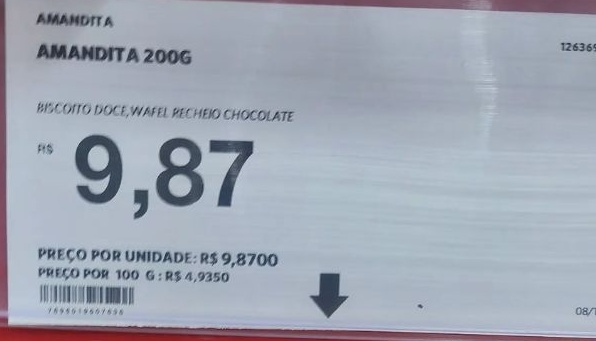 AMANDITA
AMANDITA 200G
BISCOITO DOCE, WAFEL RECHEIO CHOCOLATE
R$ 9,87
PREÇO POR UNIDADE: R$ 9,8700
PREÇO POR 100 G : R$ 4,9350